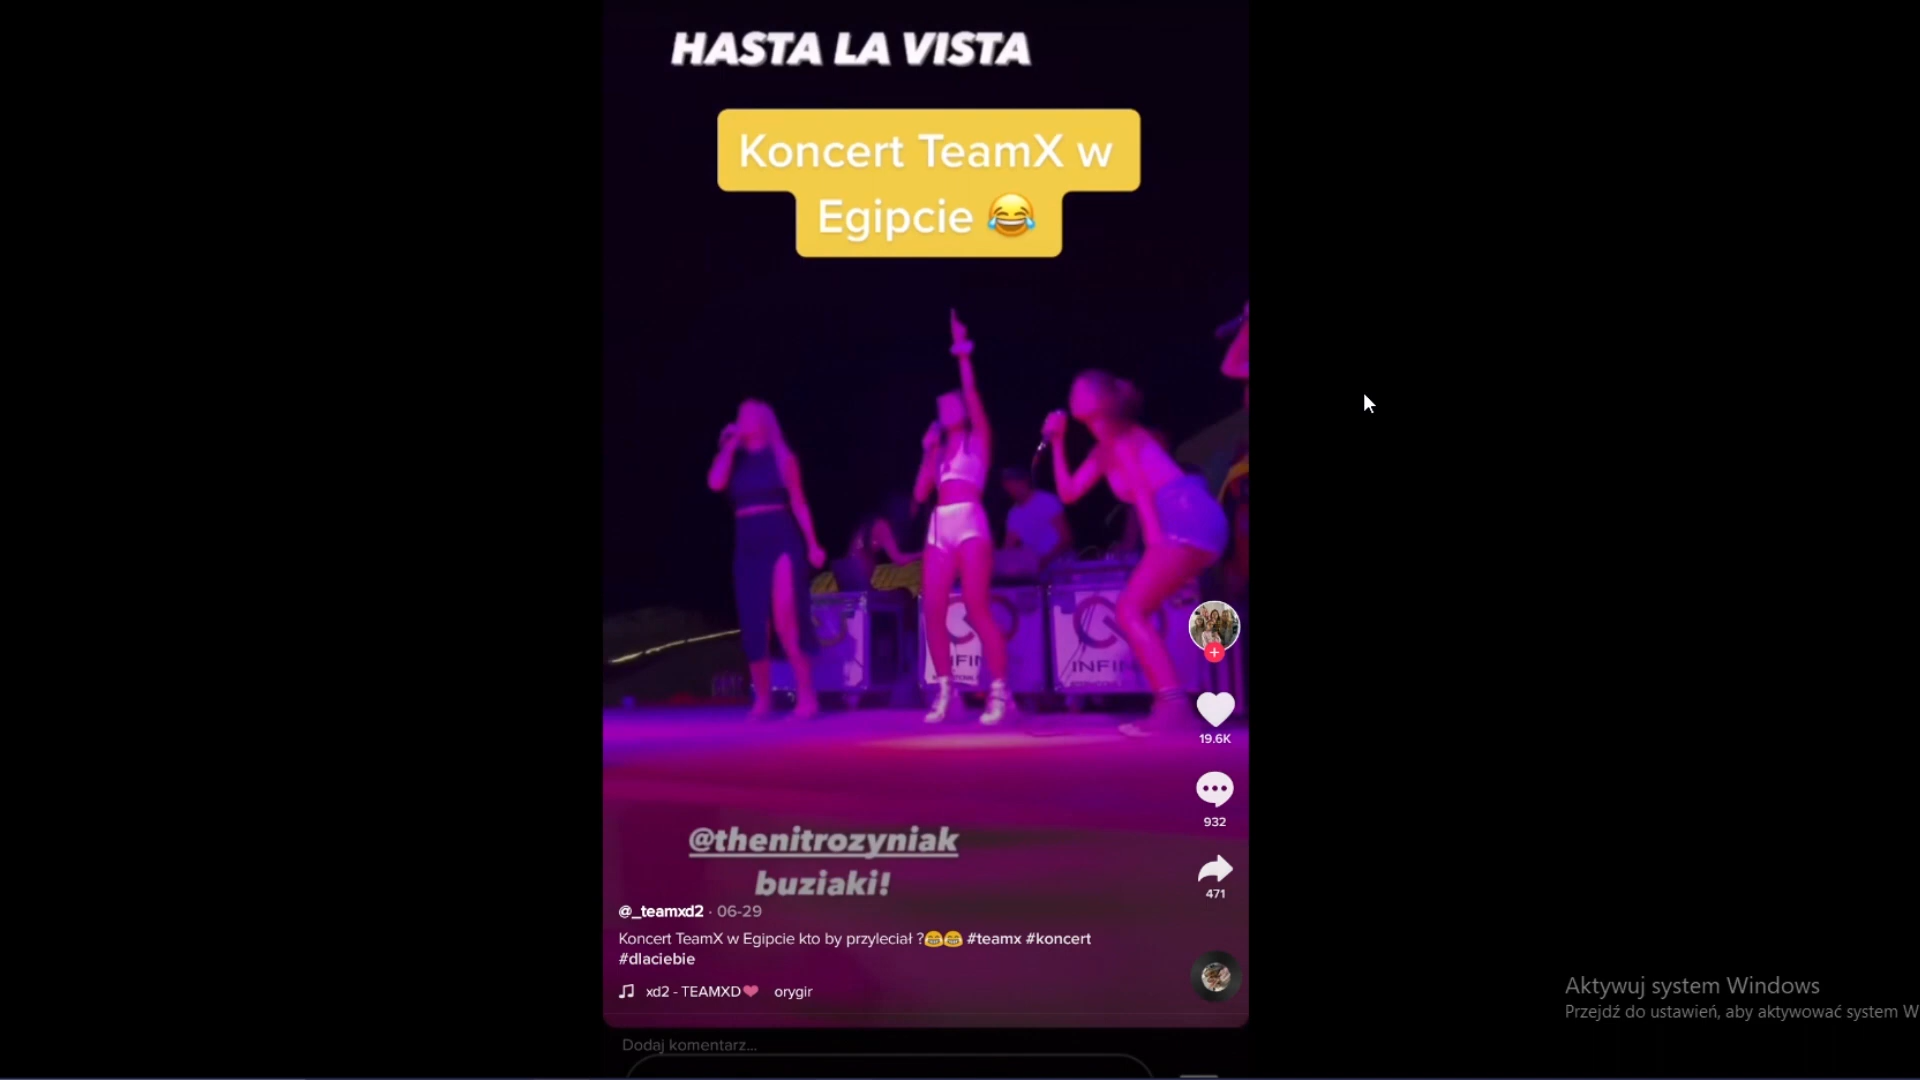 HASTA LA VISTA
Koncert TeamX w
Egipcie 😂
INFIN
INFIN
@thenitrozyniak
buziaki!
@_teamxd2 · 06-29
Koncert TeamX w Egipcie kto by przyleciał ?😂😂 #teamx #koncert
#dlaciebie
xd2 - TEAMXD❤ orygir
19.6K
932
471
Dodaj komentarz...
Aktywuj system Windows
Przejdź do ustawień, aby aktywować system W